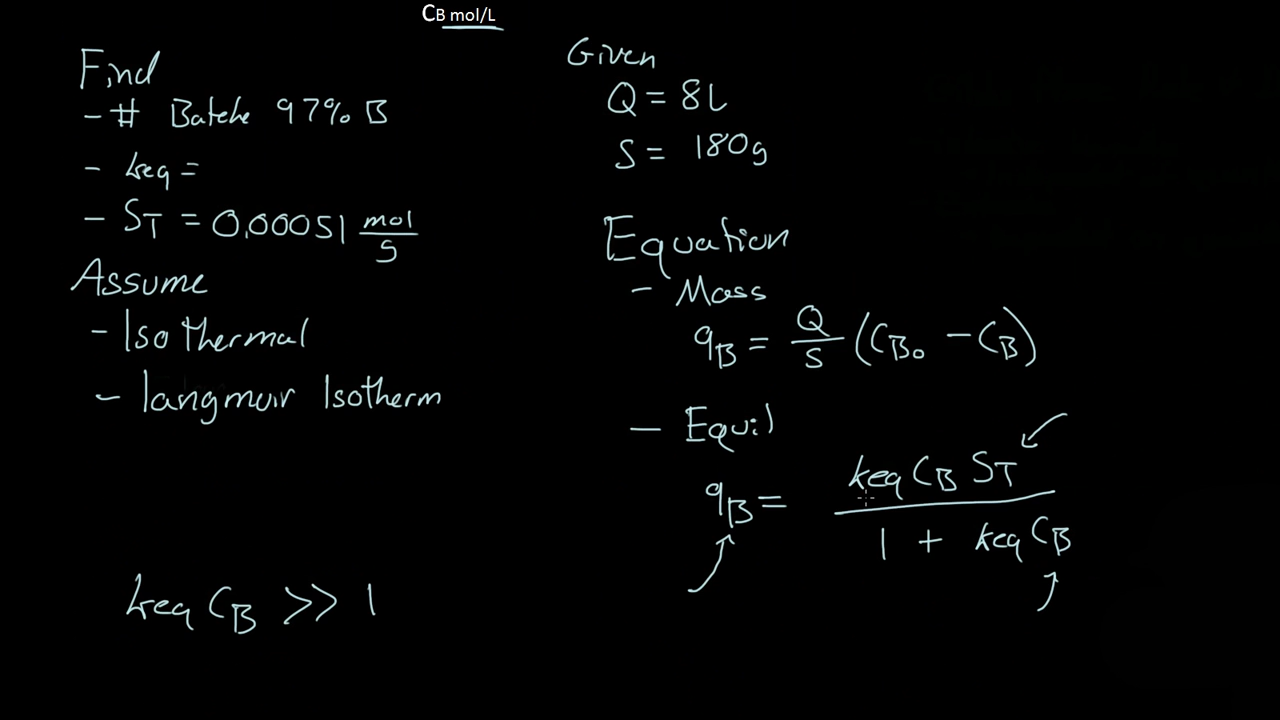 CB mol/L
Find
- # Batche 97% B
- keq =
- ST = 0.00051 mol/g
Assume
- Isothermal
- langmuir Isotherm
keq CB >> 1
Given
Q = 8L
S = 180g
Equation
- Mass
qB = Q/S (CBo - CB)
- Equil
qB = keq CB ST / 1 + keq CB